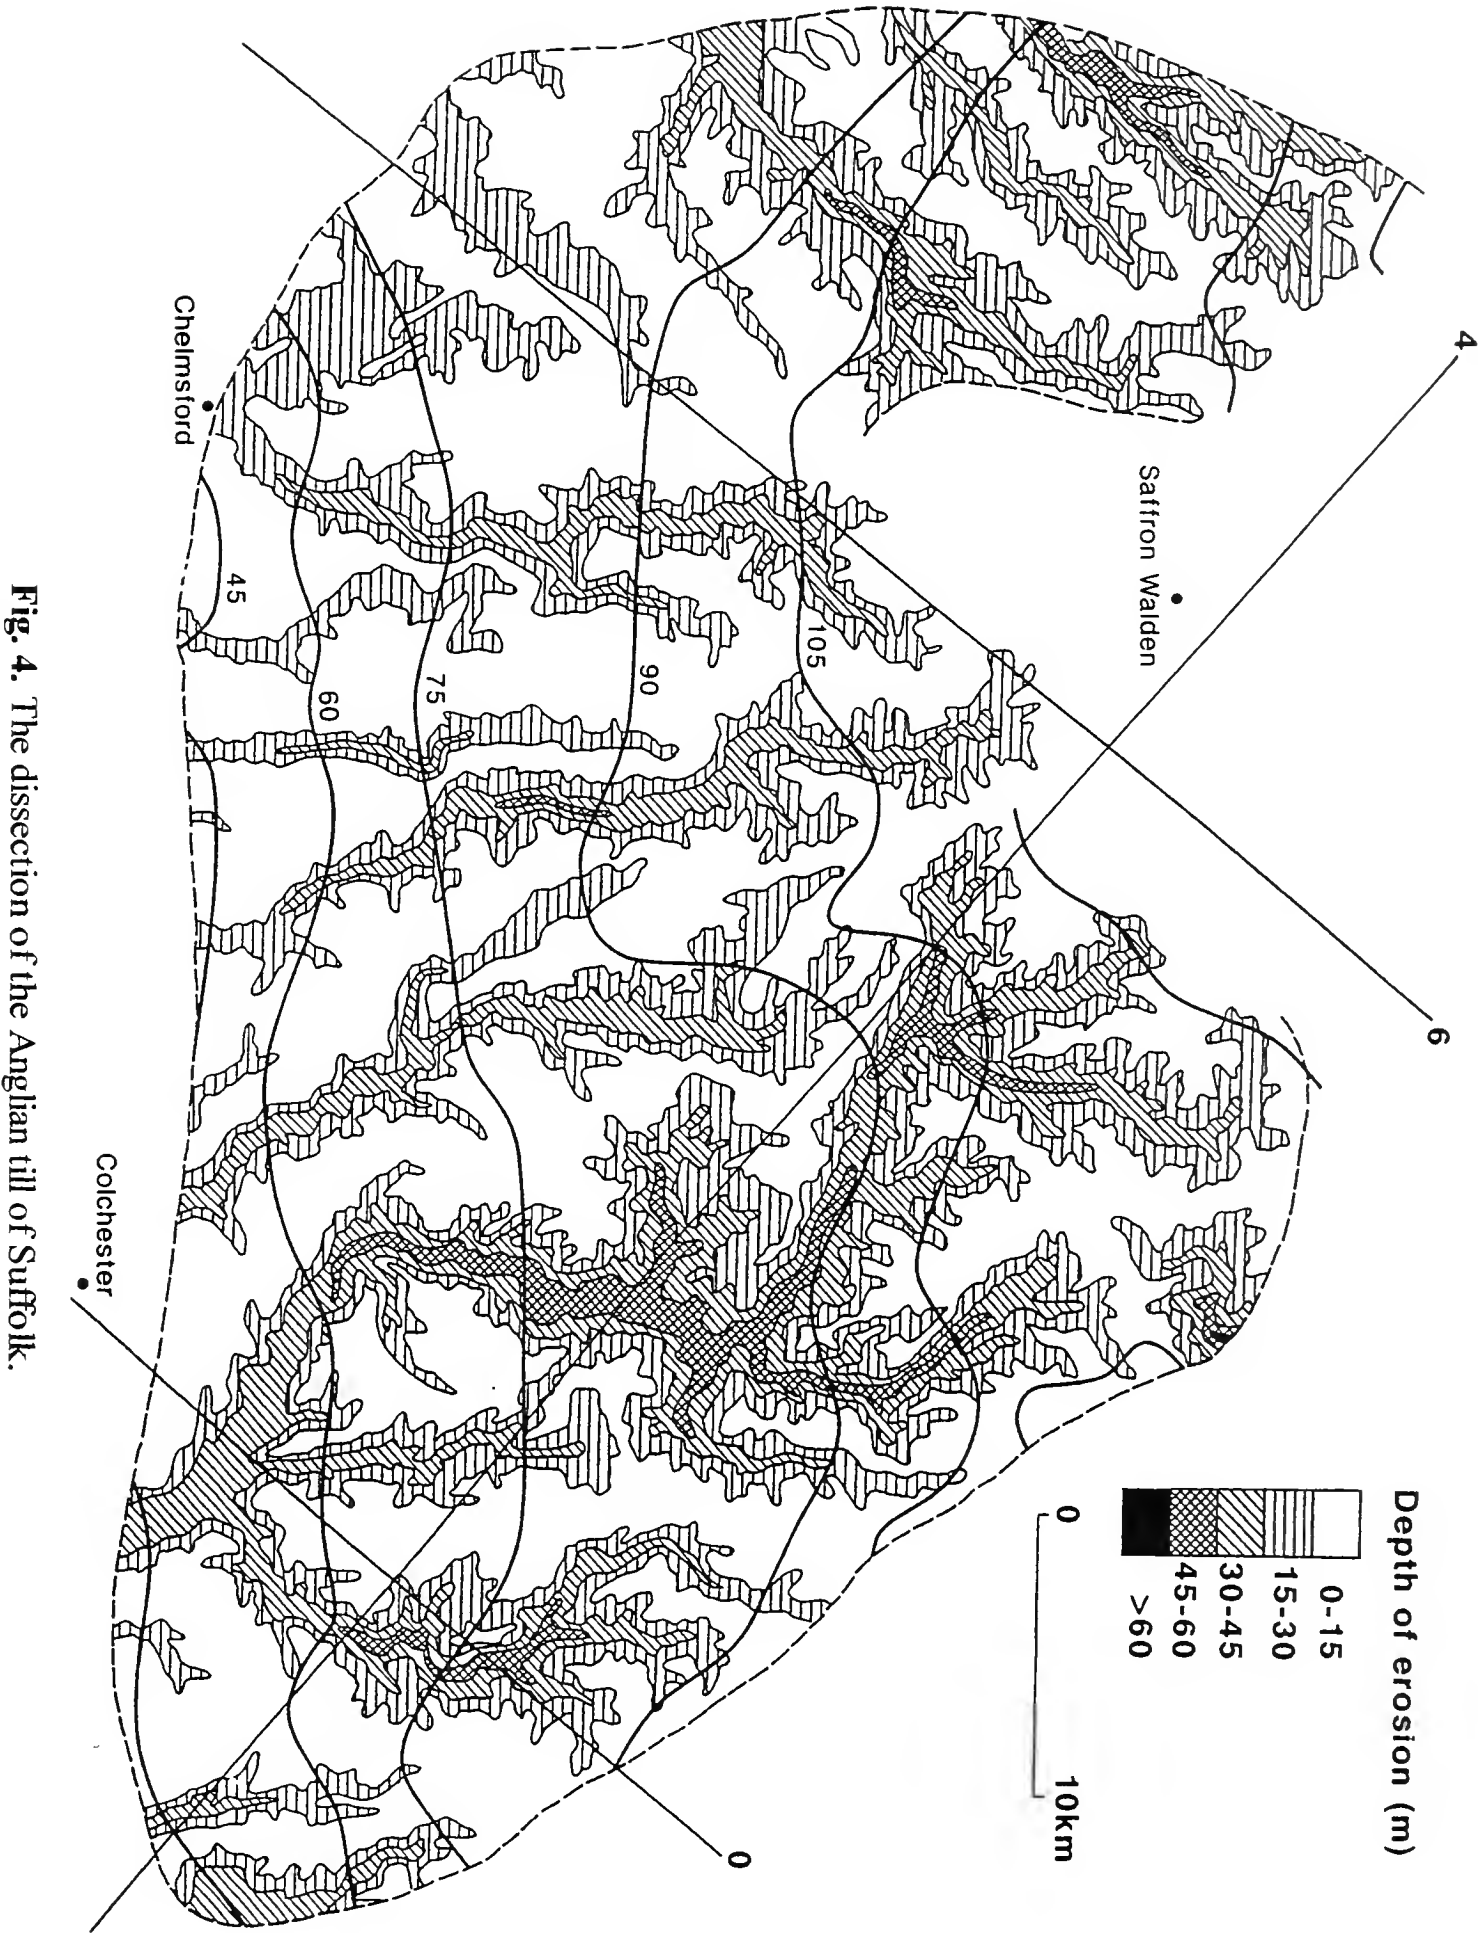 4
6
0
Saffron Walden
Chelmsford
Colchester
105
90
75
60
45
Depth of erosion (m)
0-15
15-30
30-45
45-60
>60
0 10km
Fig. 4. The dissection of the Anglian till of Suffolk.